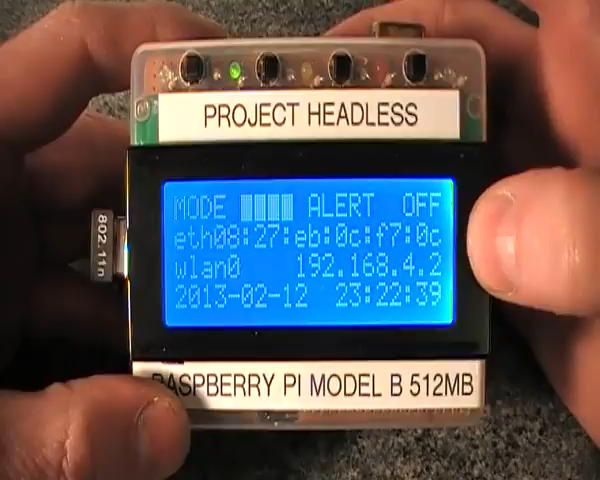 PROJECT HEADLESS
MODE ALERT OFF
eth08:27:eb:0c:f7:0c
wlan0 192.168.4.2
2013-02-12 23:22:39
802.11n
RASPBERRY PI MODEL B 512MB